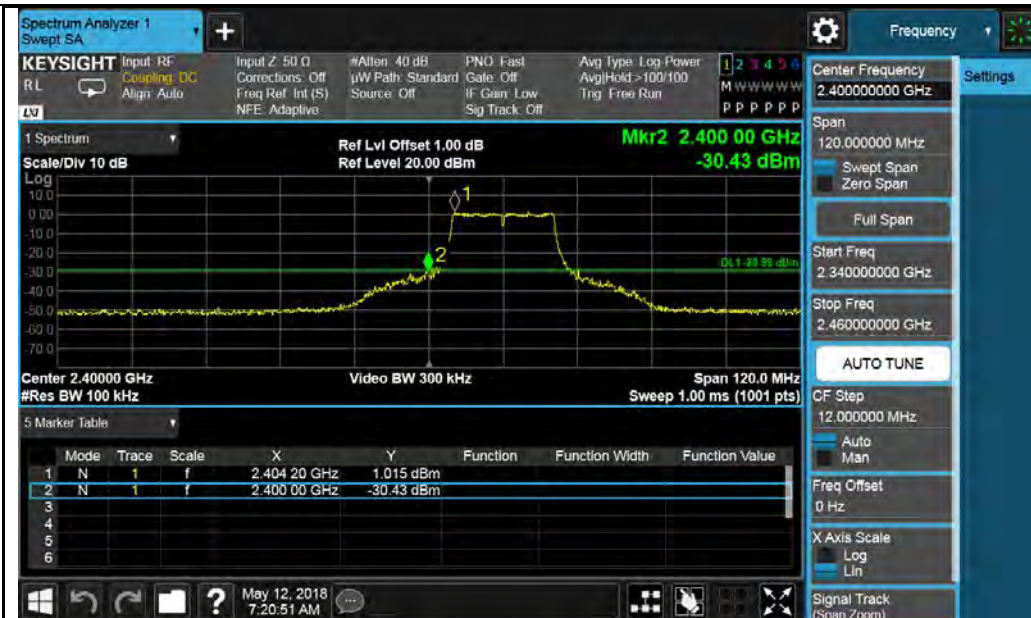 Spectrum Analyzer 1
Swept SA
+
Frequency
KEYSIGHT Input: RF Input Z: 50 Ω #Atten: 40 dB PNO: Fast Avg Type: Log-Power 1 2 3 4 5 6
RL Coupling: DC Corrections: Off µW Path: Standard Gate: Off Avg|Hold:>100/100 M W W W W W
Align: Auto Freq Ref: Int (S) Source: Off IF Gain: Low Trig: Free Run
LXI NFE: Adaptive Sig Track: Off P P P P P P
1 Spectrum
Scale/Div 10 dB
Ref Lvl Offset 1.00 dB
Ref Level 20.00 dBm
Mkr2 2.400 00 GHz
-30.43 dBm
Log
10.0
0.00
-10.0
-20.0
-30.0
-40.0
-50.0
-60.0
-70.0
1
2
DL1 -28.99 dBm
Center 2.40000 GHz Video BW 300 kHz Span 120.0 MHz
#Res BW 100 kHz Sweep 1.00 ms (1001 pts)
5 Marker Table
Mode Trace Scale X Y Function Function Width Function Value
1 N 1 f 2.404 20 GHz 1.015 dBm
2 N 1 f 2.400 00 GHz -30.43 dBm
3
4
5
6
?
May 12, 2018
7:20:51 AM
Center Frequency
2.400000000 GHz
Settings
Span
120.000000 MHz
Swept Span
Zero Span
Full Span
Start Freq
2.340000000 GHz
Stop Freq
2.460000000 GHz
AUTO TUNE
CF Step
12.000000 MHz
Auto
Man
Freq Offset
0 Hz
X Axis Scale
Log
Lin
Signal Track
(Span Zoom)